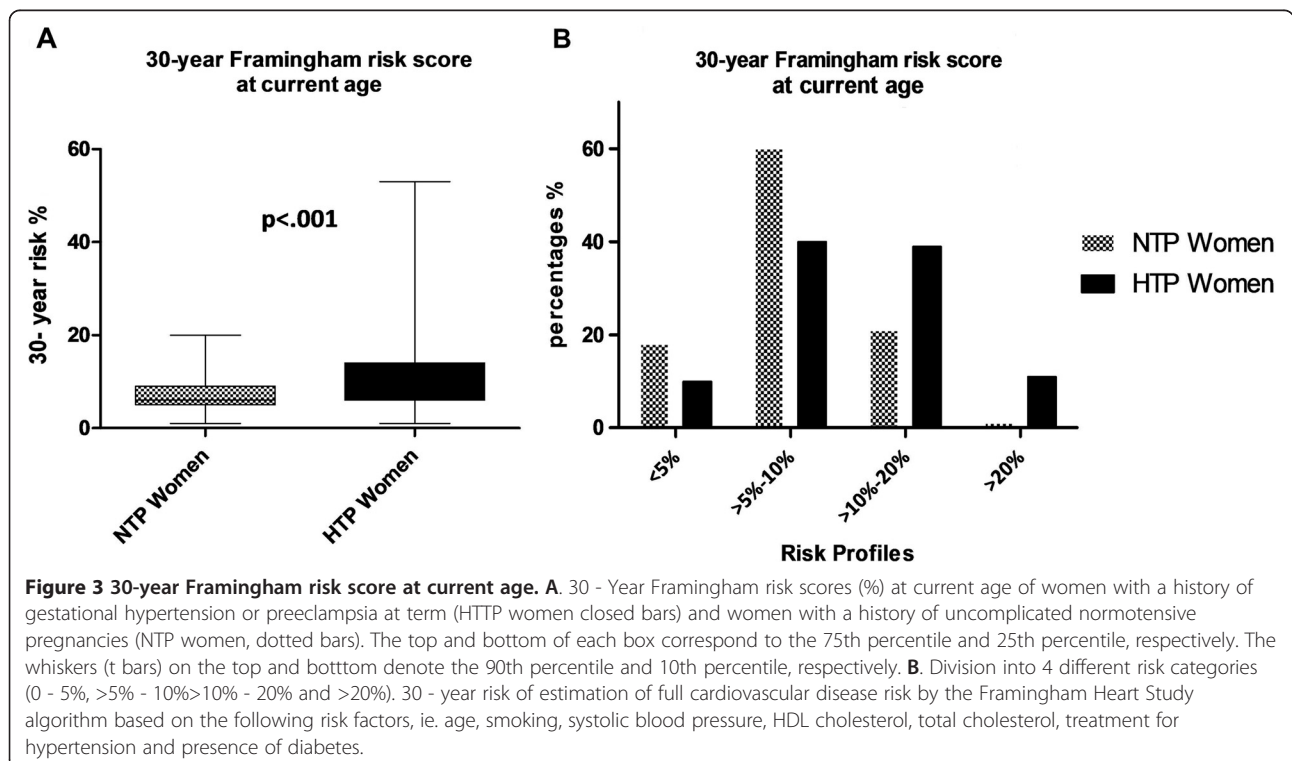 A
30-year Framingham risk score
at current age
30- year risk %
60
40
20
0
p<.001
NTP Women
HTP Women
B
30-year Framingham risk score
at current age
percentages %
60
40
20
0
<5%
>5%-10%
>10%-20%
>20%
Risk Profiles
NTP Women
HTP Women
Figure 3 30-year Framingham risk score at current age. A. 30 - Year Framingham risk scores (%) at current age of women with a history of
gestational hypertension or preeclampsia at term (HTTP women closed bars) and women with a history of uncomplicated normotensive
pregnancies (NTP women, dotted bars). The top and bottom of each box correspond to the 75th percentile and 25th percentile, respectively. The
whiskers (t bars) on the top and botttom denote the 90th percentile and 10th percentile, respectively. B. Division into 4 different risk categories
(0 - 5%, >5% - 10%>10% - 20% and >20%). 30 - year risk of estimation of full cardiovascular disease risk by the Framingham Heart Study
algorithm based on the following risk factors, ie. age, smoking, systolic blood pressure, HDL cholesterol, total cholesterol, treatment for
hypertension and presence of diabetes.